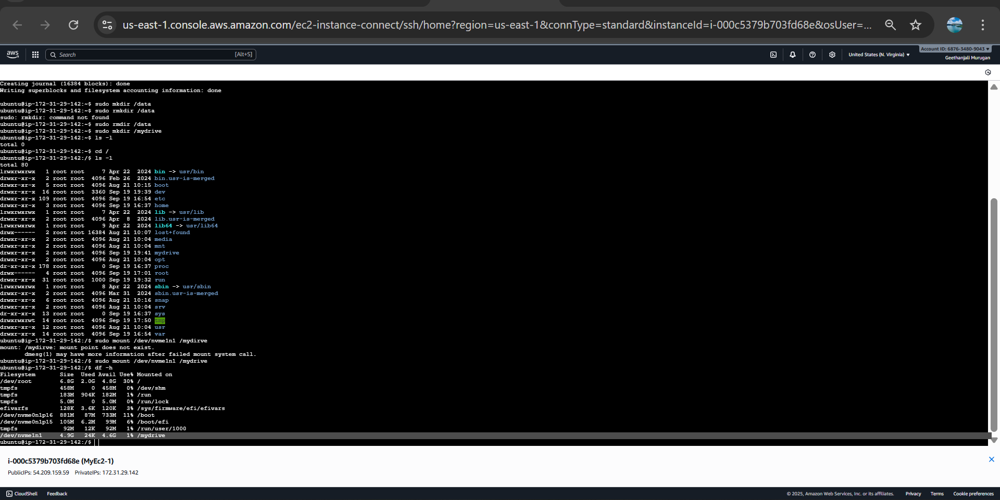 us-east-1.console.aws.amazon.com/ec2-instance-connect/ssh/home?region=us-east-1&connType=standard&instanceId=i-000c5379b703fd68e&osUser=...
aws
Search
[Alt+S]
United States (N. Virginia)
Account ID: 6876-3480-9043
Geethanjali Murugan
Creating journal (16384 blocks): done
Writing superblocks and filesystem accounting information: done
ubuntu@ip-172-31-29-142:~$ sudo mkdir /data
ubuntu@ip-172-31-29-142:~$ sudo rmkdir /data
sudo: rmkdir: command not found
ubuntu@ip-172-31-29-142:~$ sudo rmdir /data
ubuntu@ip-172-31-29-142:~$ sudo mkdir /mydrive
ubuntu@ip-172-31-29-142:~$ ls -l
total 0
ubuntu@ip-172-31-29-142:~$ cd /
ubuntu@ip-172-31-29-142:/$ ls -l
total 80
lrwxrwxrwx   1 root root     7 Apr 22  2024 bin -> usr/bin
drwxr-xr-x   2 root root  4096 Feb 26  2024 bin.usr-is-merged
drwxr-xr-x   5 root root  4096 Aug 21 10:15 boot
drwxr-xr-x  16 root root  3360 Sep 19 19:39 dev
drwxr-xr-x 109 root root  4096 Sep 19 16:54 etc
drwxr-xr-x   3 root root  4096 Sep 19 16:37 home
lrwxrwxrwx   1 root root     7 Apr 22  2024 lib -> usr/lib
drwxr-xr-x   2 root root  4096 Apr  8  2024 lib.usr-is-merged
lrwxrwxrwx   1 root root     9 Apr 22  2024 lib64 -> usr/lib64
drwx------   2 root root 16384 Aug 21 10:07 lost+found
drwxr-xr-x   2 root root  4096 Aug 21 10:04 media
drwxr-xr-x   2 root root  4096 Aug 21 10:04 mnt
drwxr-xr-x   2 root root  4096 Sep 19 19:41 mydrive
drwxr-xr-x   2 root root  4096 Aug 21 10:04 opt
dr-xr-xr-x 178 root root     0 Sep 19 16:37 proc
drwx------   4 root root  4096 Sep 19 17:01 root
drwxr-xr-x  31 root root  1000 Sep 19 19:32 run
lrwxrwxrwx   1 root root     8 Apr 22  2024 sbin -> usr/sbin
drwxr-xr-x   2 root root  4096 Mar 31  2024 sbin.usr-is-merged
drwxr-xr-x   6 root root  4096 Aug 21 10:16 snap
drwxr-xr-x   2 root root  4096 Aug 21 10:04 srv
dr-xr-xr-x  13 root root     0 Sep 19 16:37 sys
drwxrwxrwt  14 root root  4096 Sep 19 17:50 tmp
drwxr-xr-x  12 root root  4096 Aug 21 10:04 usr
drwxr-xr-x  14 root root  4096 Sep 19 16:54 var
ubuntu@ip-172-31-29-142:/$ sudo mount /dev/nvme1n1 /mydirve
mount: /mydirve: mount point does not exist.
       dmesg(1) may have more information after failed mount system call.
ubuntu@ip-172-31-29-142:/$ sudo mount /dev/nvme1n1 /mydrive
ubuntu@ip-172-31-29-142:/$ df -h
Filesystem       Size  Used Avail Use% Mounted on
/dev/root        6.8G  2.0G  4.8G  30% /
tmpfs            458M     0  458M   0% /dev/shm
tmpfs            183M  904K  182M   1% /run
tmpfs            5.0M     0  5.0M   0% /run/lock
efivarfs         128K  3.6K  120K   3% /sys/firmware/efi/efivars
/dev/nvme0n1p16  881M   87M  733M  11% /boot
/dev/nvme0n1p15  105M  6.2M   99M   6% /boot/efi
tmpfs             92M   12K   92M   1% /run/user/1000
/dev/nvme1n1     4.9G   24K  4.6G   1% /mydrive
ubuntu@ip-172-31-29-142:/$
i-000c5379b703fd68e (MyEc2-1)
PublicIPs: 54.209.159.59   PrivateIPs: 172.31.29.142
CloudShell   Feedback   © 2025, Amazon Web Services, Inc. or its affiliates.   Privacy   Terms   Cookie preferences